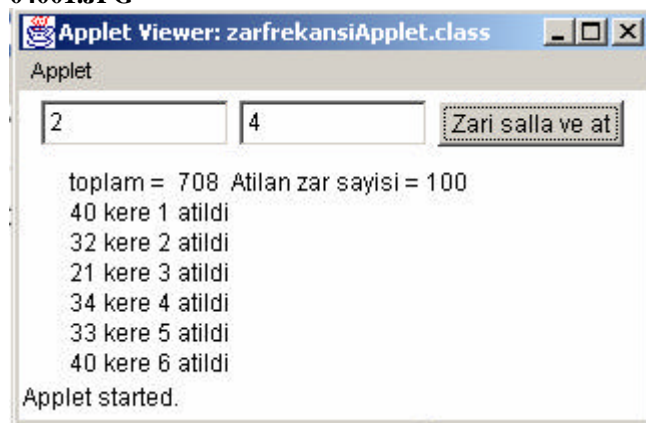 Applet Viewer: zarfrekansiApplet.class
Applet
2 4 Zari salla ve at
toplam = 708 Atilan zar sayisi = 100
40 kere 1 atildi
32 kere 2 atildi
21 kere 3 atildi
34 kere 4 atildi
33 kere 5 atildi
40 kere 6 atildi
Applet started.